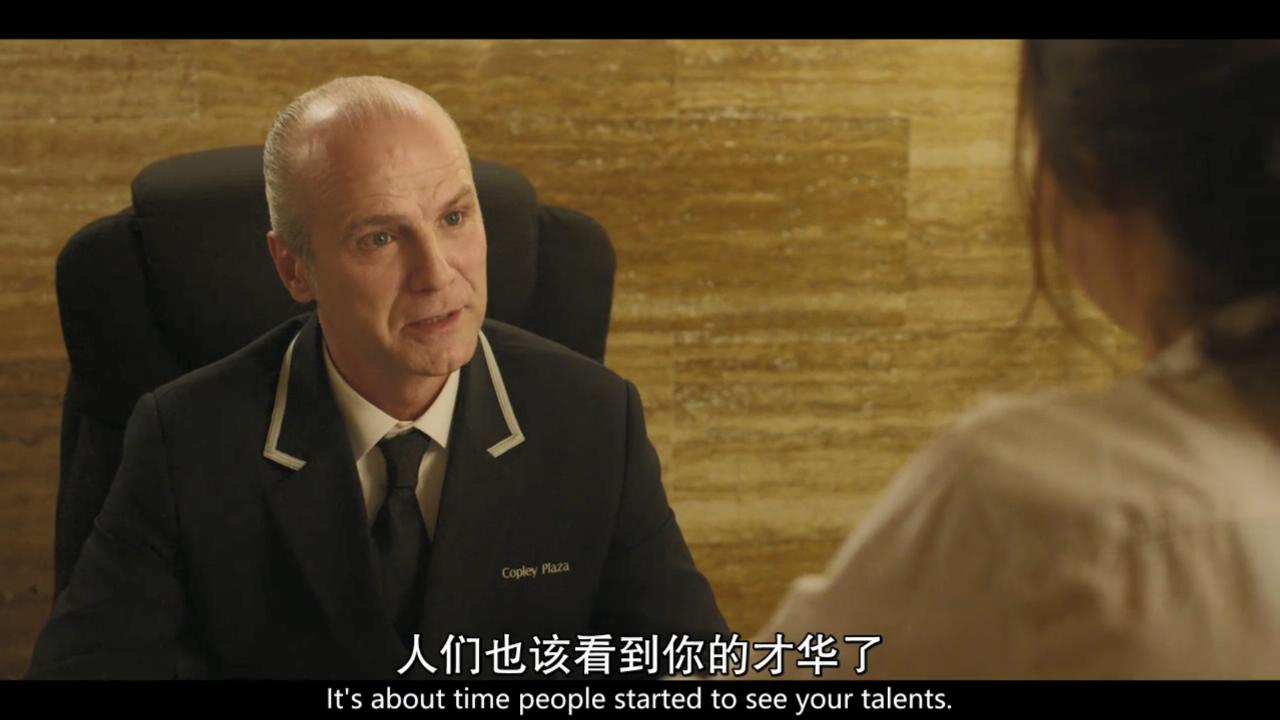 Copley Plaza
人们也该看到你的才华了
It's about time people started to see your talents.